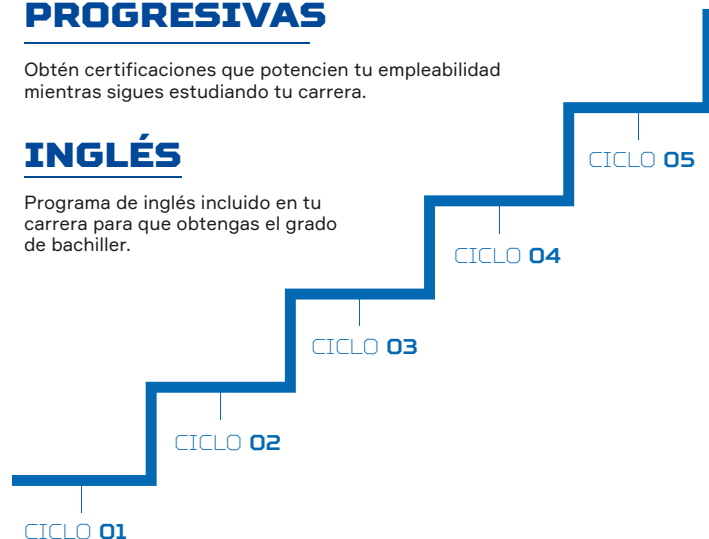 PROGRESIVAS
Obtén certificaciones que potencien tu empleabilidad
mientras sigues estudiando tu carrera.
INGLÉS
Programa de inglés incluido en tu
carrera para que obtengas el grado
de bachiller.
CICLO 05
CICLO 04
CICLO 03
CICLO 02
CICLO 01